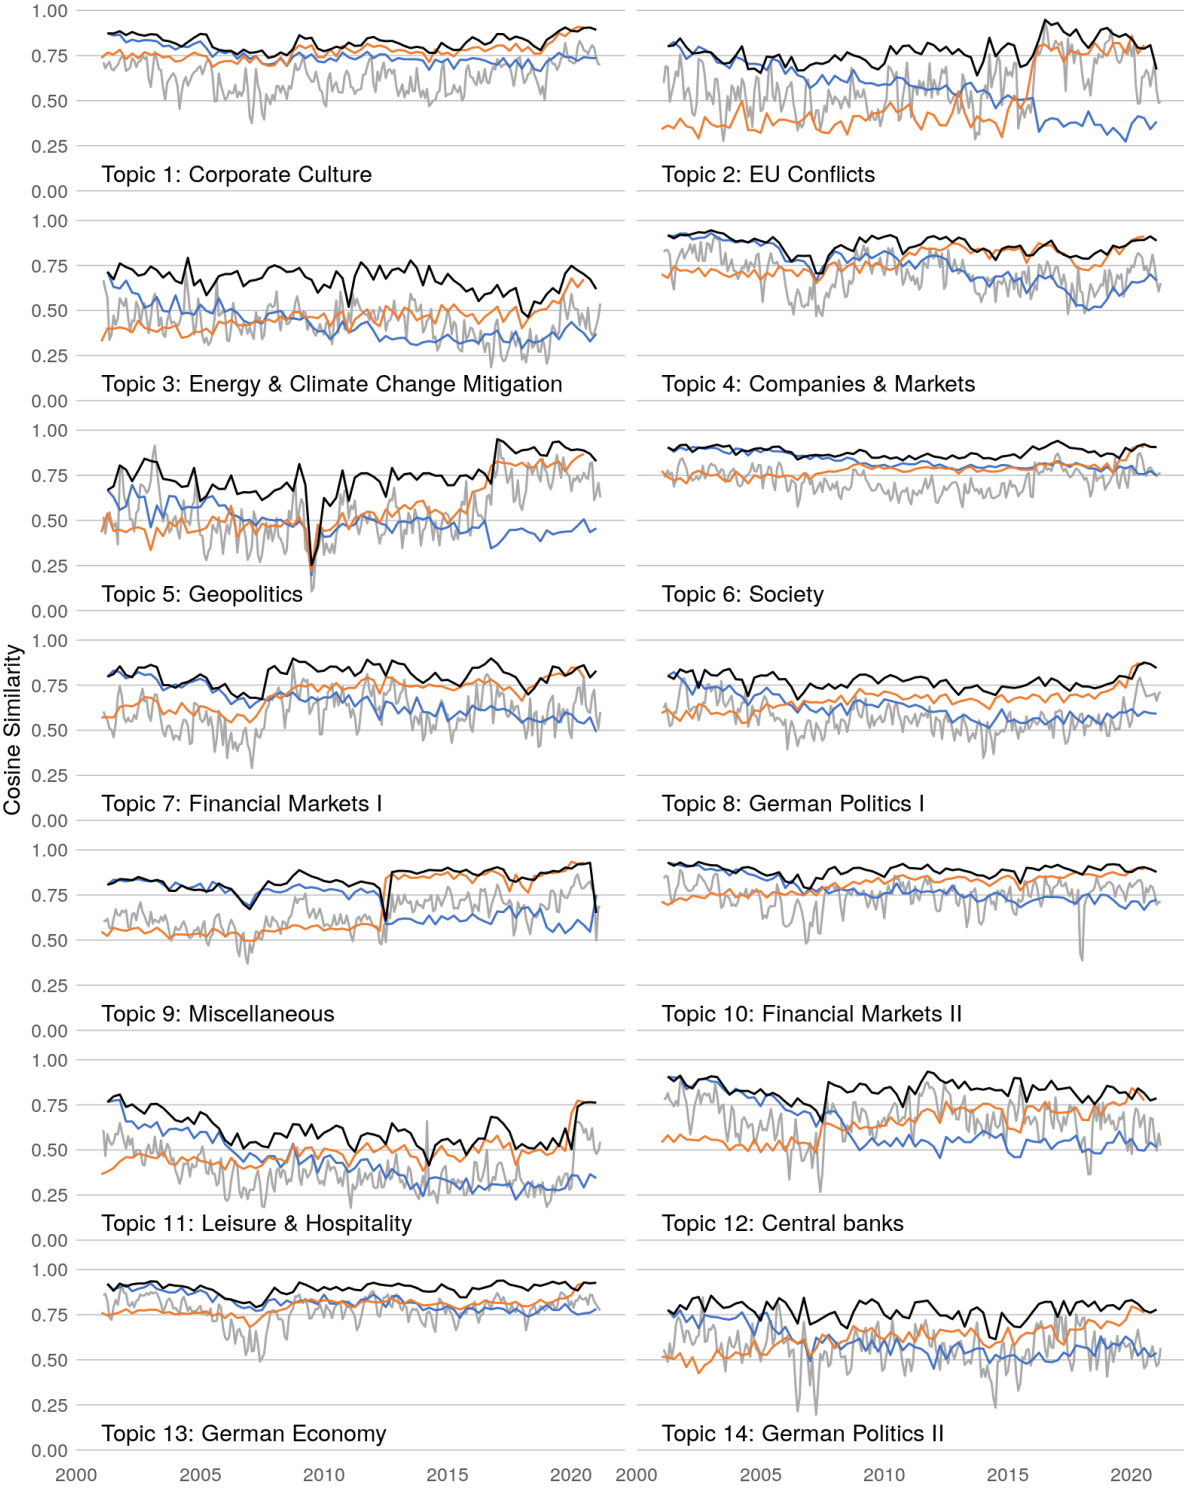 Cosine Similarity
1.00
0.75
0.50
0.25
0.00
Topic 1: Corporate Culture
Topic 2: EU Conflicts
1.00
0.75
0.50
0.25
0.00
Topic 3: Energy & Climate Change Mitigation
Topic 4: Companies & Markets
1.00
0.75
0.50
0.25
0.00
Topic 5: Geopolitics
Topic 6: Society
1.00
0.75
0.50
0.25
0.00
Topic 7: Financial Markets I
Topic 8: German Politics I
1.00
0.75
0.50
0.25
0.00
Topic 9: Miscellaneous
Topic 10: Financial Markets II
1.00
0.75
0.50
0.25
0.00
Topic 11: Leisure & Hospitality
Topic 12: Central banks
1.00
0.75
0.50
0.25
0.00
Topic 13: German Economy
Topic 14: German Politics II
2000 2005 2010 2015 2020 2000 2005 2010 2015 2020